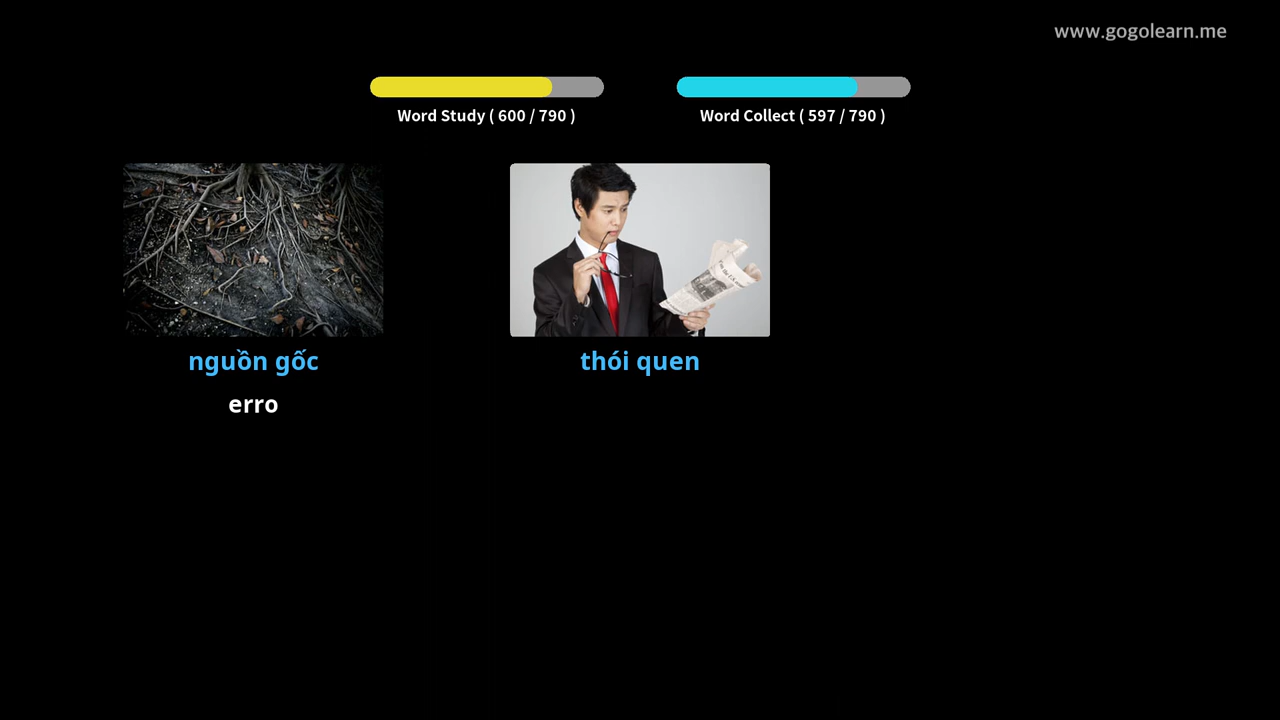 www.gogolearn.me
Word Study ( 600 / 790 )
Word Collect ( 597 / 790 )
nguồn gốc
thói quen
erro